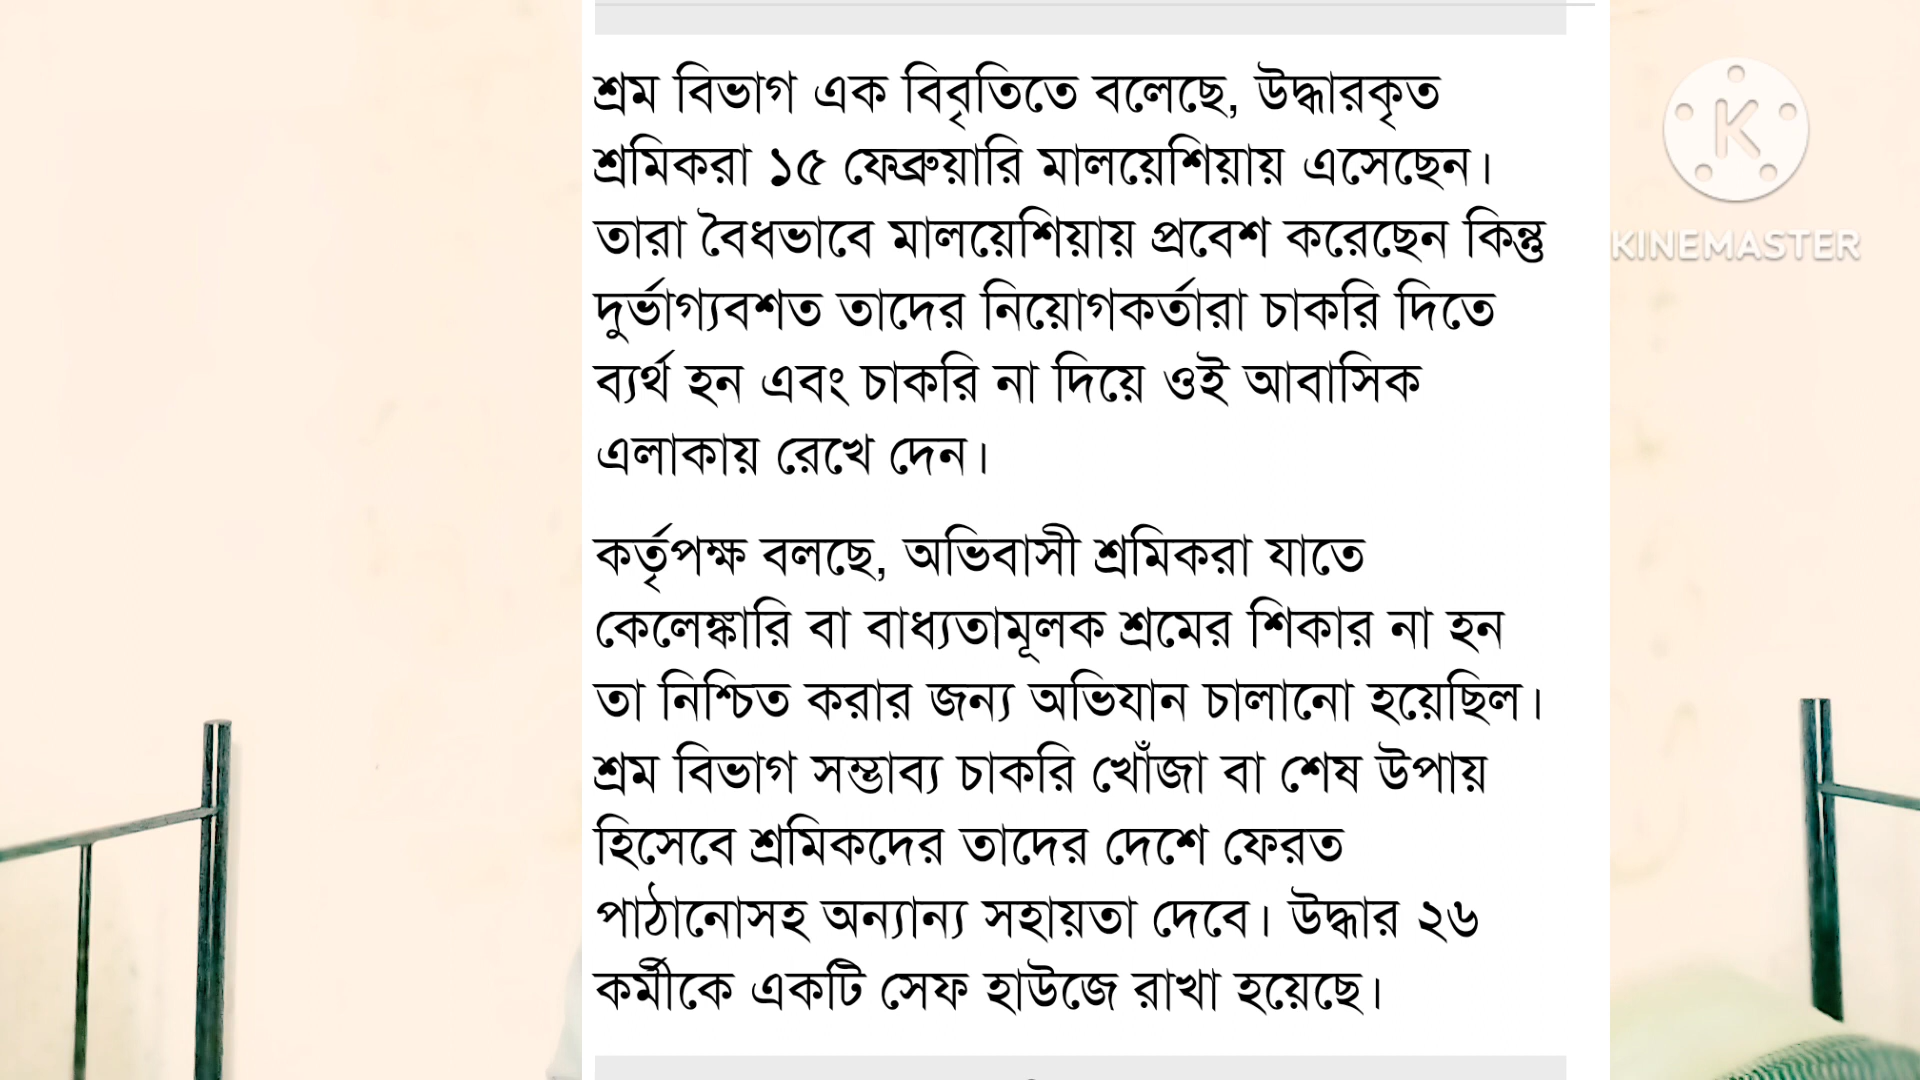 শ্রম বিভাগ এক বিবৃতিতে বলেছে, উদ্ধারকৃত
শ্রমিকরা ১৫ ফেব্রুয়ারি মালয়েশিয়ায় এসেছেন।
তারা বৈধভাবে মালয়েশিয়ায় প্রবেশ করেছেন কিন্তু
দুর্ভাগ্যবশত তাদের নিয়োগকর্তারা চাকরি দিতে
ব্যর্থ হন এবং চাকরি না দিয়ে ওই আবাসিক
এলাকায় রেখে দেন।
কর্তৃপক্ষ বলছে, অভিবাসী শ্রমিকরা যাতে
কেলেঙ্কারি বা বাধ্যতামূলক শ্রমের শিকার না হন
তা নিশ্চিত করার জন্য অভিযান চালানো হয়েছিল।
শ্রম বিভাগ সম্ভাব্য চাকরি খোঁজা বা শেষ উপায়
হিসেবে শ্রমিকদের তাদের দেশে ফেরত
পাঠানোসহ অন্যান্য সহায়তা দেবে। উদ্ধার ২৬
কর্মীকে একটি সেফ হাউজে রাখা হয়েছে।
K
KINEMASTER